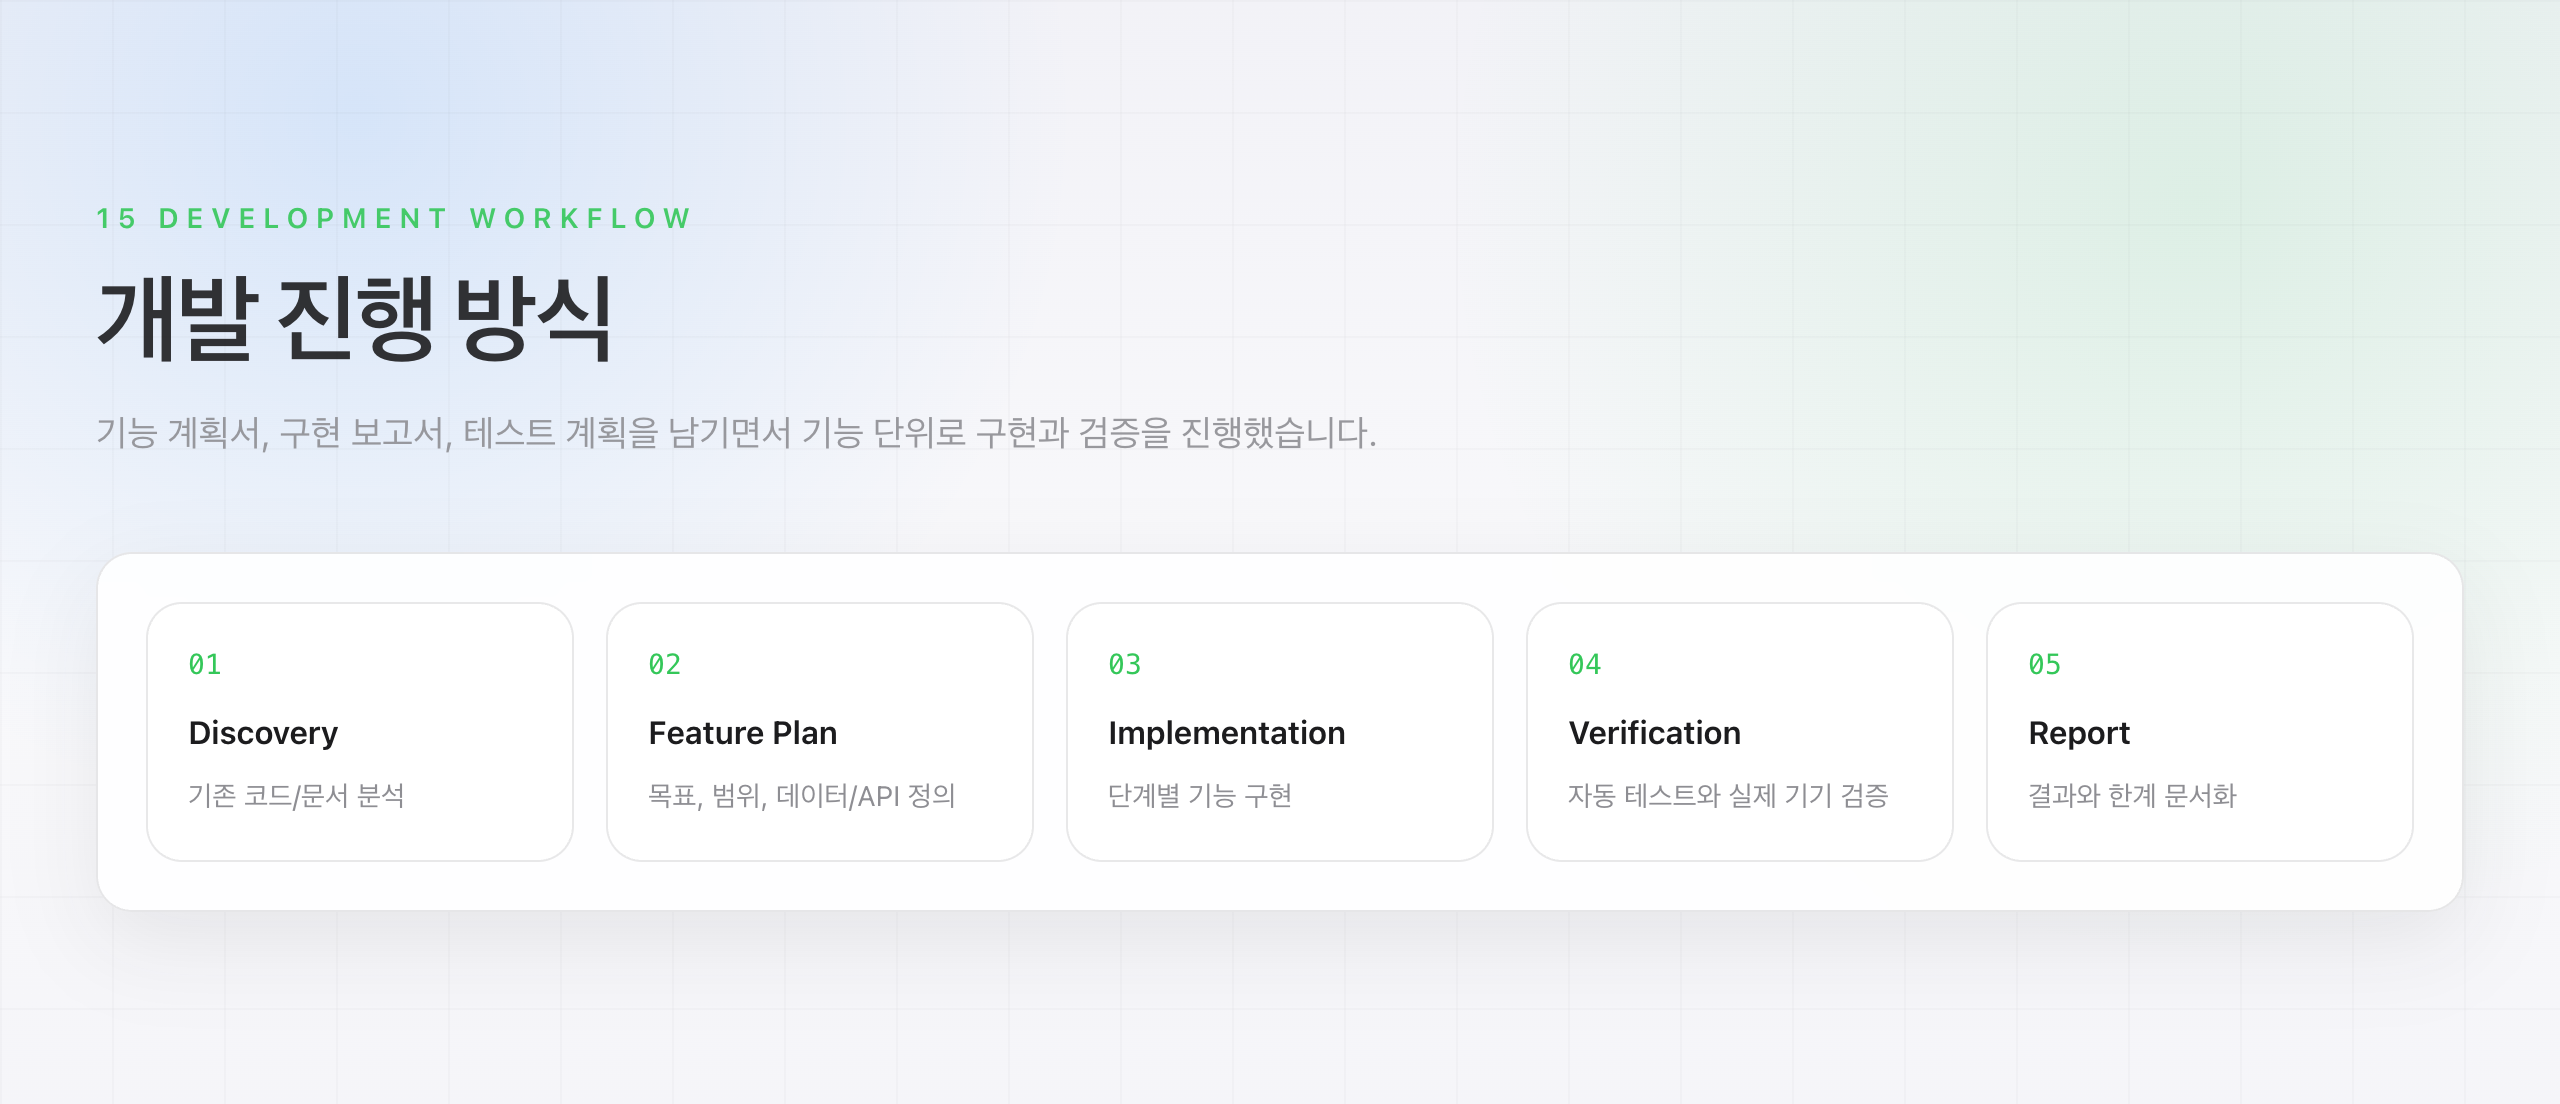 15 DEVELOPMENT WORKFLOW
개발 진행 방식
기능 계획서, 구현 보고서, 테스트 계획을 남기면서 기능 단위로 구현과 검증을 진행했습니다.
01
Discovery
기존 코드/문서 분석
02
Feature Plan
목표, 범위, 데이터/API 정의
03
Implementation
단계별 기능 구현
04
Verification
자동 테스트와 실제 기기 검증
05
Report
결과와 한계 문서화